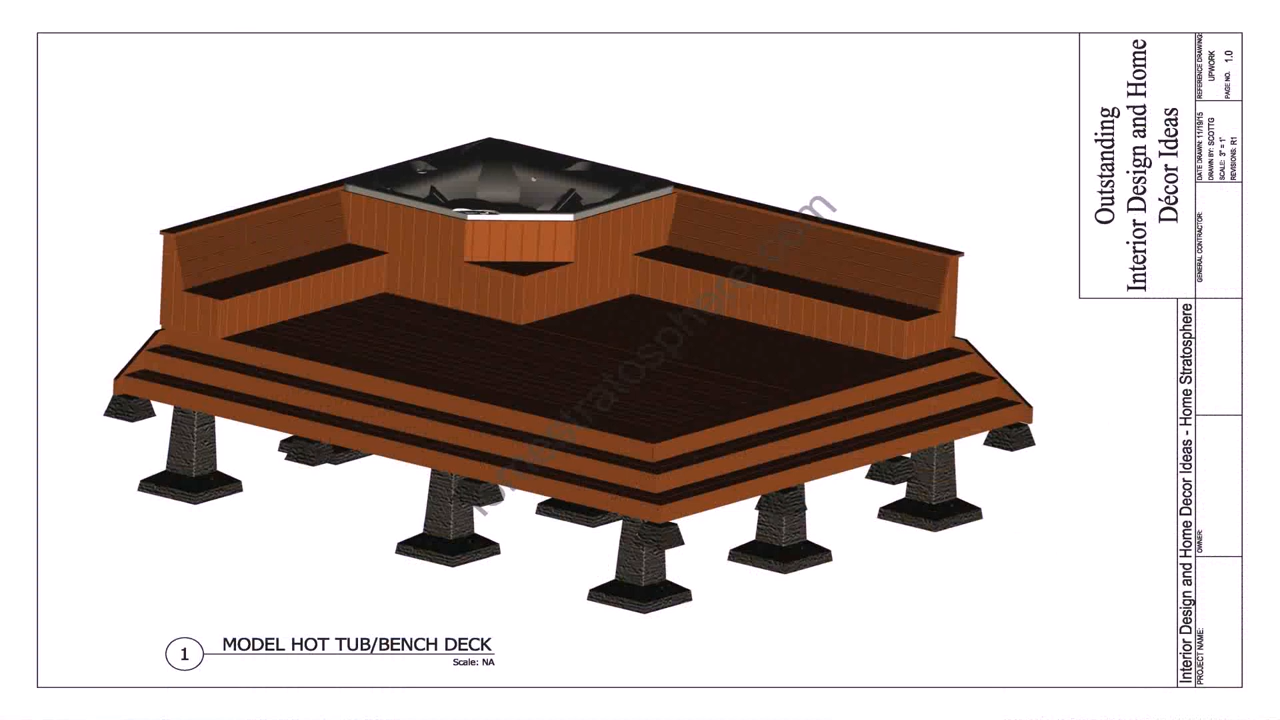 Outstanding
Interior Design and Home
Décor Ideas
REFERENCE DRAWING:
UPWORK
PAGE NO. 1.0
DATE DRAWN: 11/19/15
DRAWN BY: SCOTTG
SCALE: 3" = 1'
REVISIONS: R1
GENERAL CONTRACTOR:
Interior Design and Home Decor Ideas - Home Stratosphere
OWNER:
PROJECT NAME:
homestratosphere.com
1
MODEL HOT TUB/BENCH DECK
Scale: NA